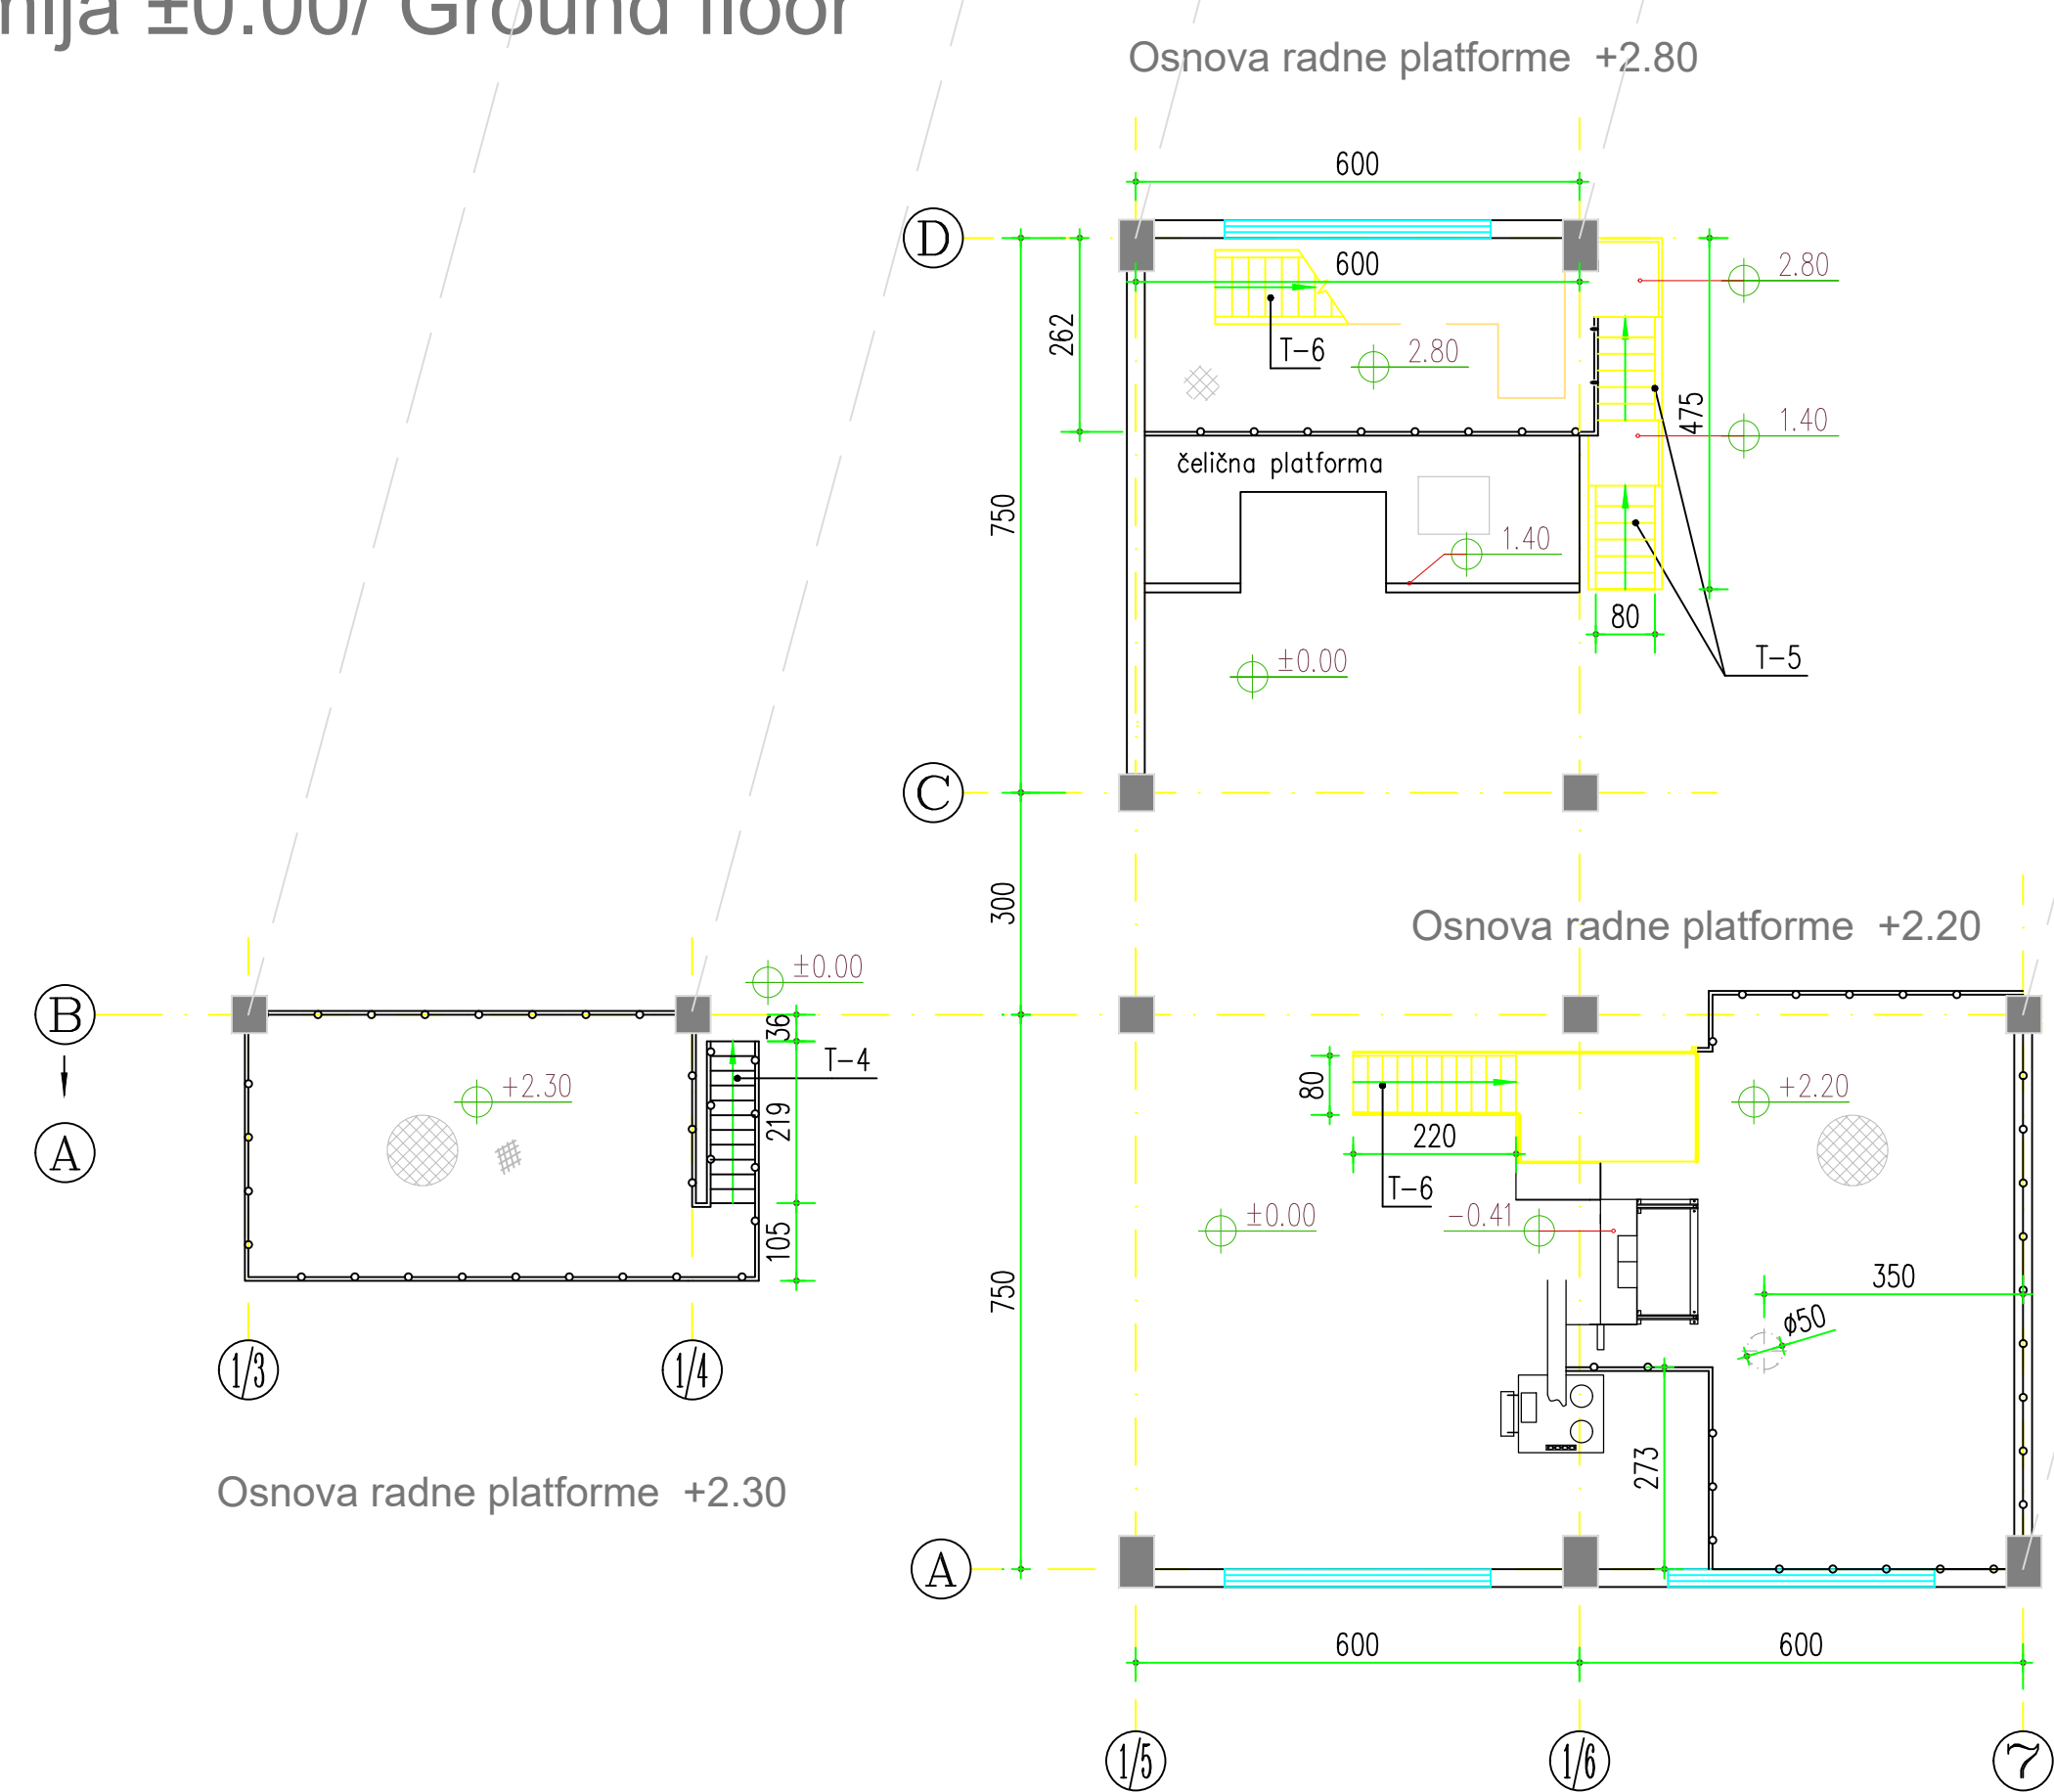 ±0.00/ Ground floor
Osnova radne platforme +2.80
600
D
600
2.80
262
T-6
2.80
1.40
475
čelična platforma
750
1.40
80
T-5
±0.00
C
300
Osnova radne platforme +2.20
±0.00
B
36
T-4
+2.30
80
+2.20
A
219
220
T-6
±0.00
-0.41
105
350
750
ϕ50
1/3
1/4
273
Osnova radne platforme +2.30
A
600
600
1/5
1/6
7